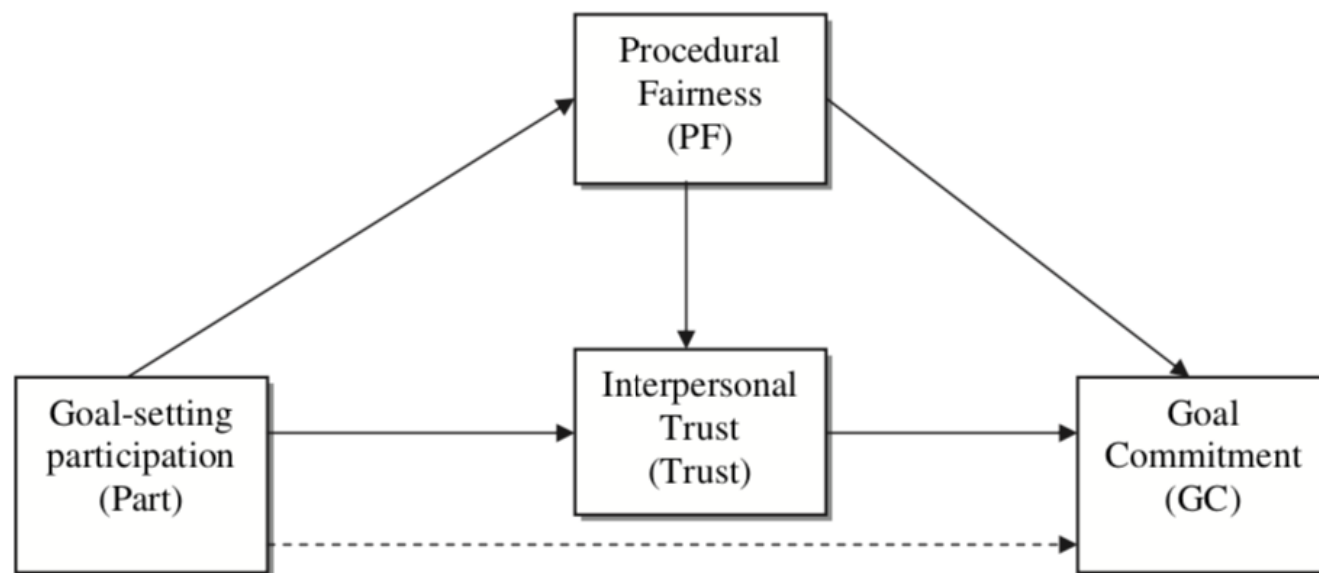 Procedural
Fairness
(PF)
Interpersonal
Trust
(Trust)
Goal-setting
participation
(Part)
Goal
Commitment
(GC)